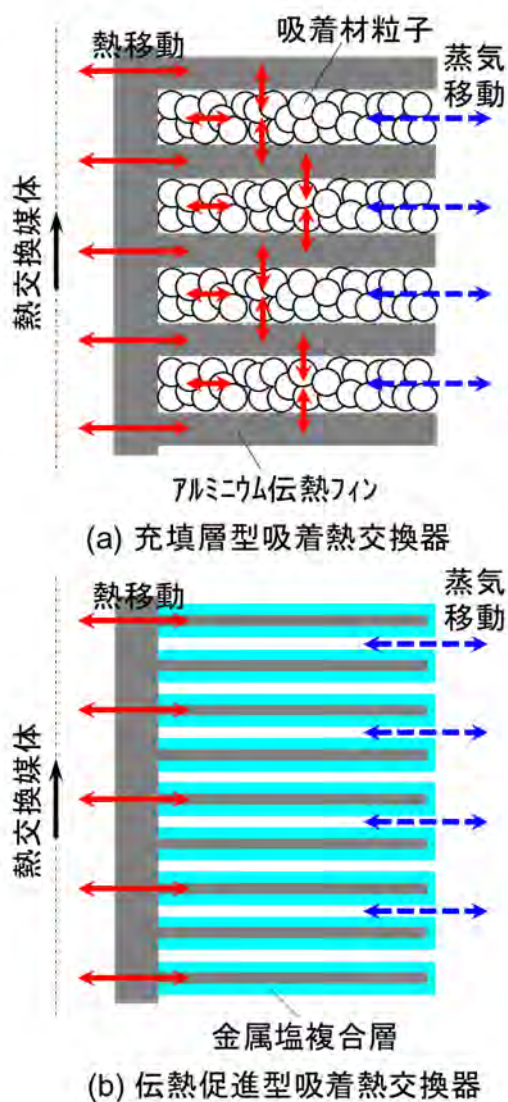 吸着材粒子
熱移動
蒸気
移動
熱交換媒体
アルミニウム伝熱フィン
(a) 充填層型吸着熱交換器
熱移動
蒸気
移動
熱交換媒体
金属塩複合層
(b) 伝熱促進型吸着熱交換器